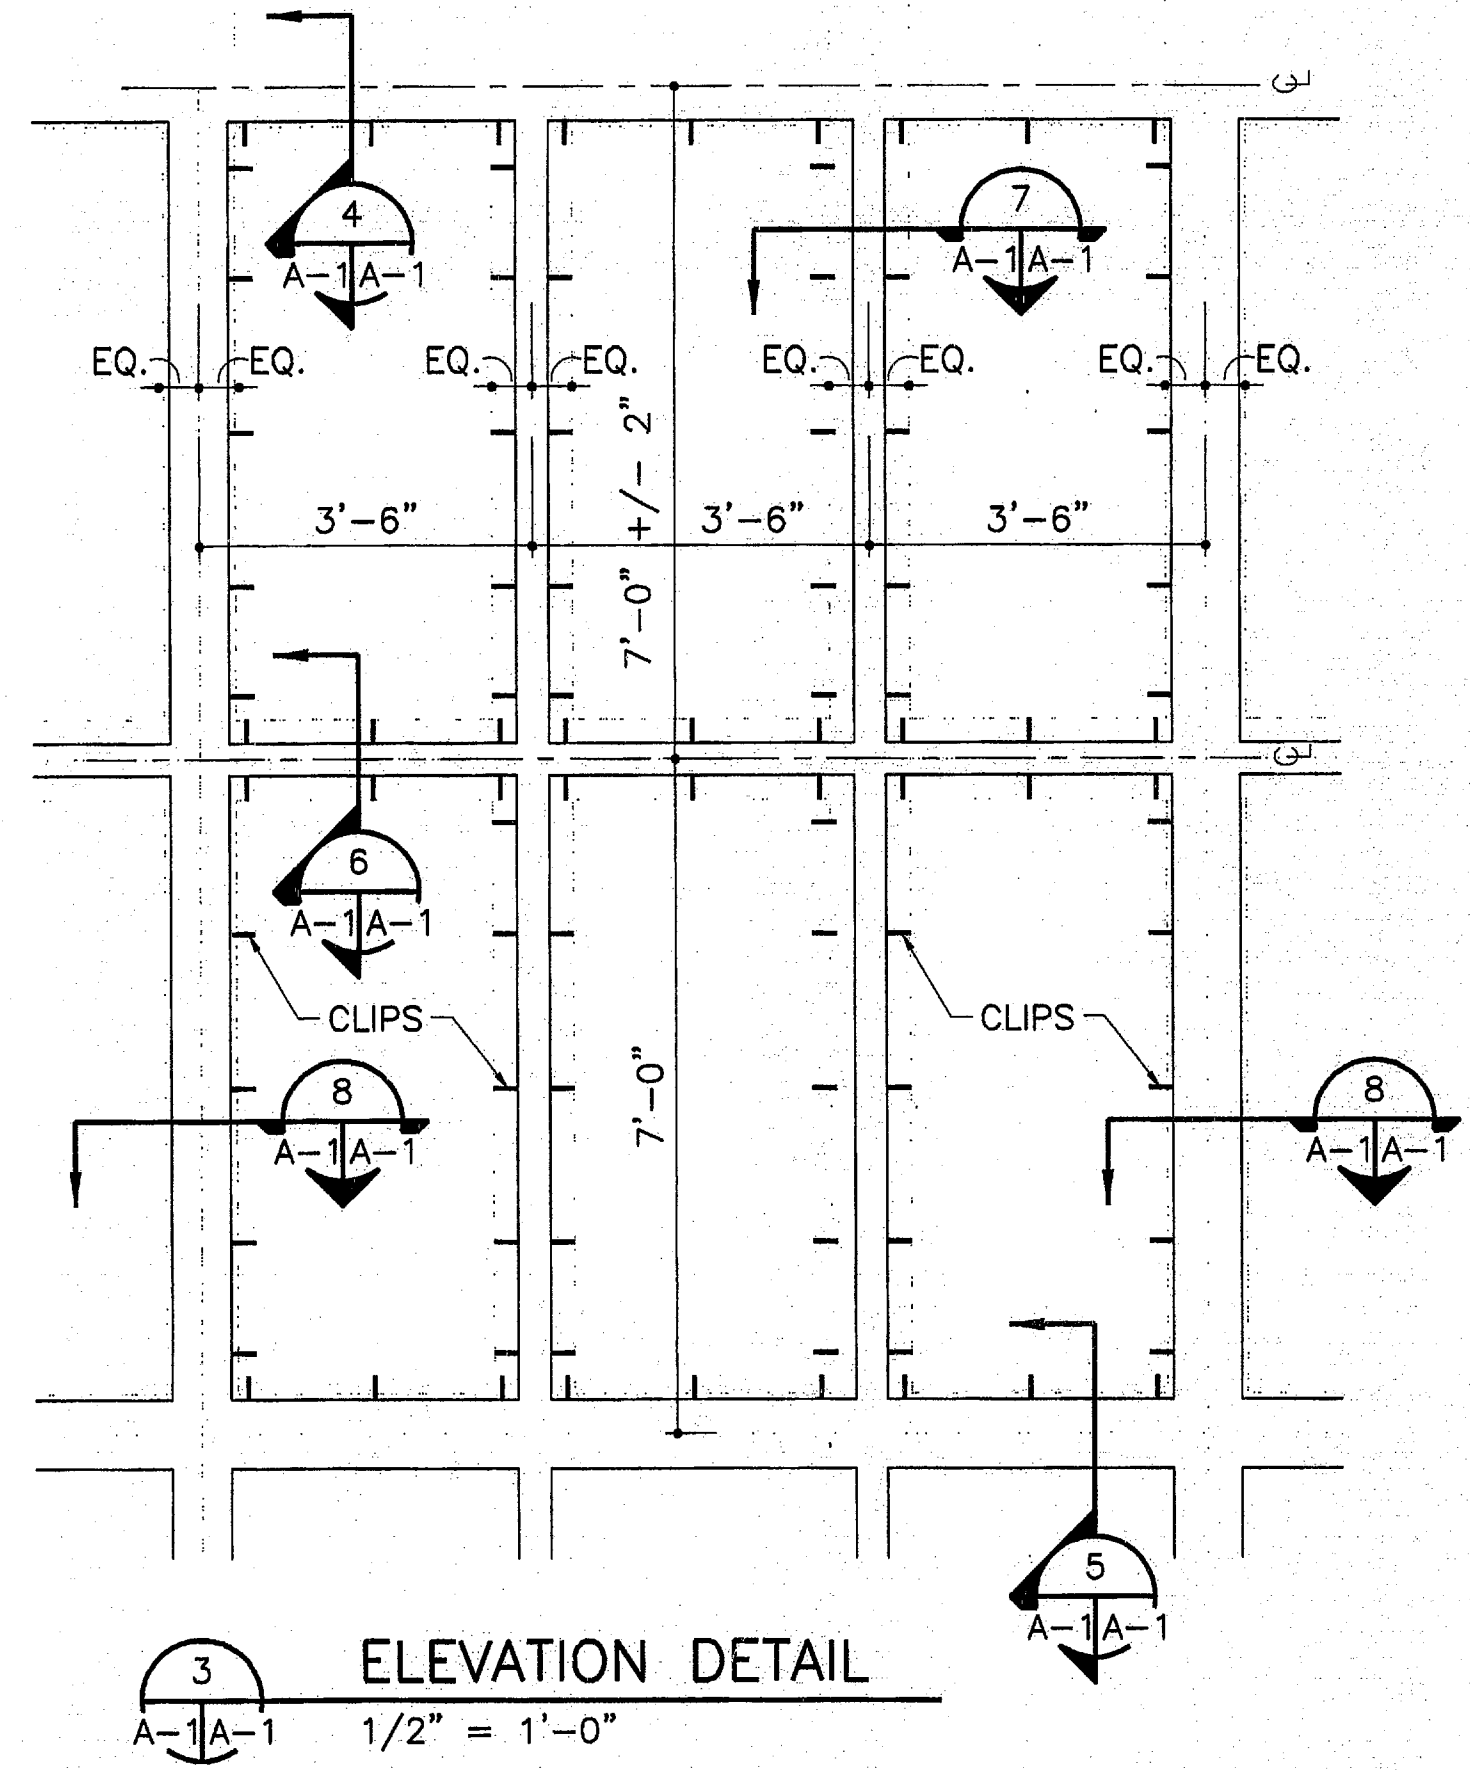 ℄
4
A-1 A-1
7
A-1 A-1
EQ. EQ. EQ. EQ. EQ. EQ. EQ. EQ.
7'-0" +/- 2"
3'-6" 3'-6" 3'-6"
℄
6
A-1 A-1
CLIPS CLIPS
7'-0"
8
A-1 A-1
8
A-1 A-1
5
A-1 A-1
3
A-1 A-1
ELEVATION DETAIL
1/2" = 1'-0"